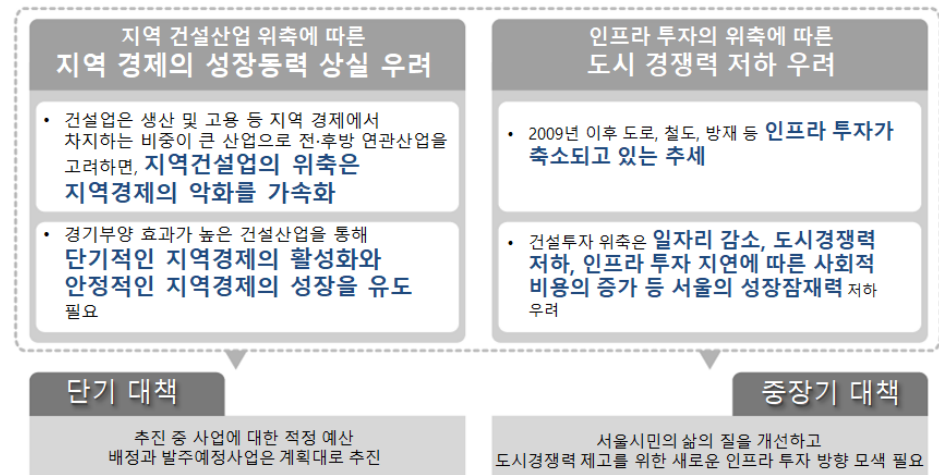 지역 건설산업 위축에 따른
지역 경제의 성장동력 상실 우려
• 건설업은 생산 및 고용 등 지역 경제에서
차지하는 비중이 큰 산업으로 전·후방 연관산업을
고려하면, 지역건설업의 위축은
지역경제의 악화를 가속화
• 경기부양 효과가 높은 건설산업을 통해
단기적인 지역경제의 활성화와
안정적인 지역경제의 성장을 유도
필요
인프라 투자의 위축에 따른
도시 경쟁력 저하 우려
• 2009년 이후 도로, 철도, 방재 등 인프라 투자가
축소되고 있는 추세
• 건설투자 위축은 일자리 감소, 도시경쟁력
저하, 인프라 투자 지연에 따른 사회적
비용의 증가 등 서울의 성장잠재력 저하
우려
단기 대책
추진 중 사업에 대한 적정 예산
배정과 발주예정사업은 계획대로 추진
중장기 대책
서울시민의 삶의 질을 개선하고
도시경쟁력 제고를 위한 새로운 인프라 투자 방향 모색 필요